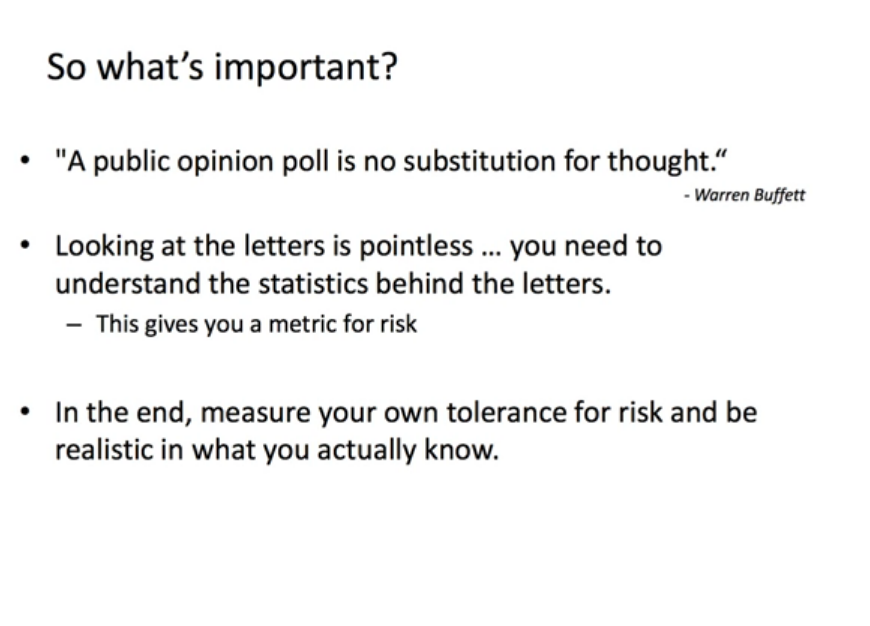 So what’s important?
• "A public opinion poll is no substitution for thought.“
- Warren Buffett
• Looking at the letters is pointless ... you need to
understand the statistics behind the letters.
– This gives you a metric for risk
• In the end, measure your own tolerance for risk and be
realistic in what you actually know.